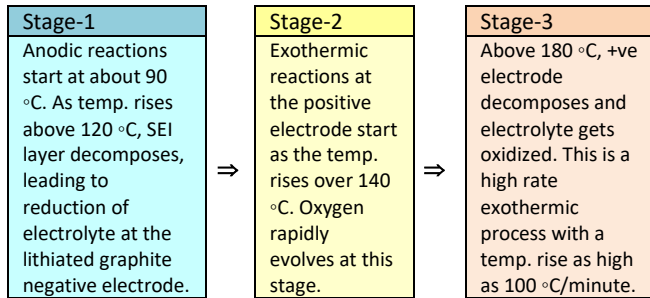 Stage-1
Anodic reactions
start at about 90
◦C. As temp. rises
above 120 ◦C, SEI
layer decomposes,
leading to
reduction of
electrolyte at the
lithiated graphite
negative electrode.
⇒
Stage-2
Exothermic
reactions at
the positive
electrode start
as the temp.
rises over 140
◦C. Oxygen
rapidly
evolves at this
stage.
⇒
Stage-3
Above 180 ◦C, +ve
electrode
decomposes and
electrolyte gets
oxidized. This is a
high rate
exothermic
process with a
temp. rise as high
as 100 ◦C/minute.